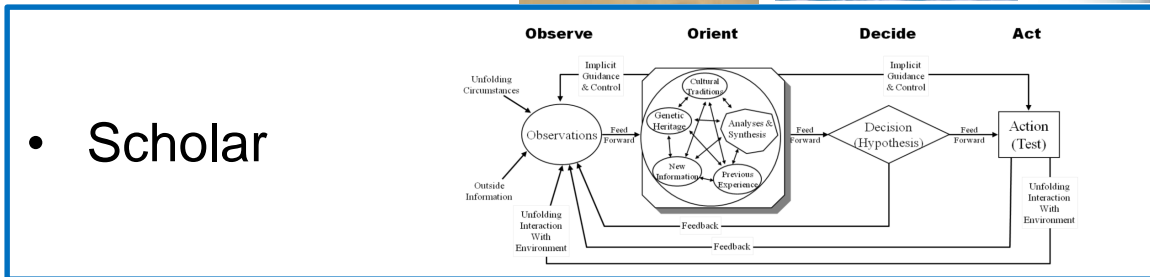 • Scholar
Observe
Orient
Decide
Act
Unfolding
Circumstances
Outside
Information
Observations
Implicit
Guidance
& Control
Feed
Forward
Cultural
Traditions
Genetic
Heritage
Analyses &
Synthesis
New
Information
Previous
Experience
Feed
Forward
Decision
(Hypothesis)
Implicit
Guidance
& Control
Feed
Forward
Action
(Test)
Unfolding
Interaction
With
Environment
Feedback
Feedback
Unfolding
Interaction
With
Environment